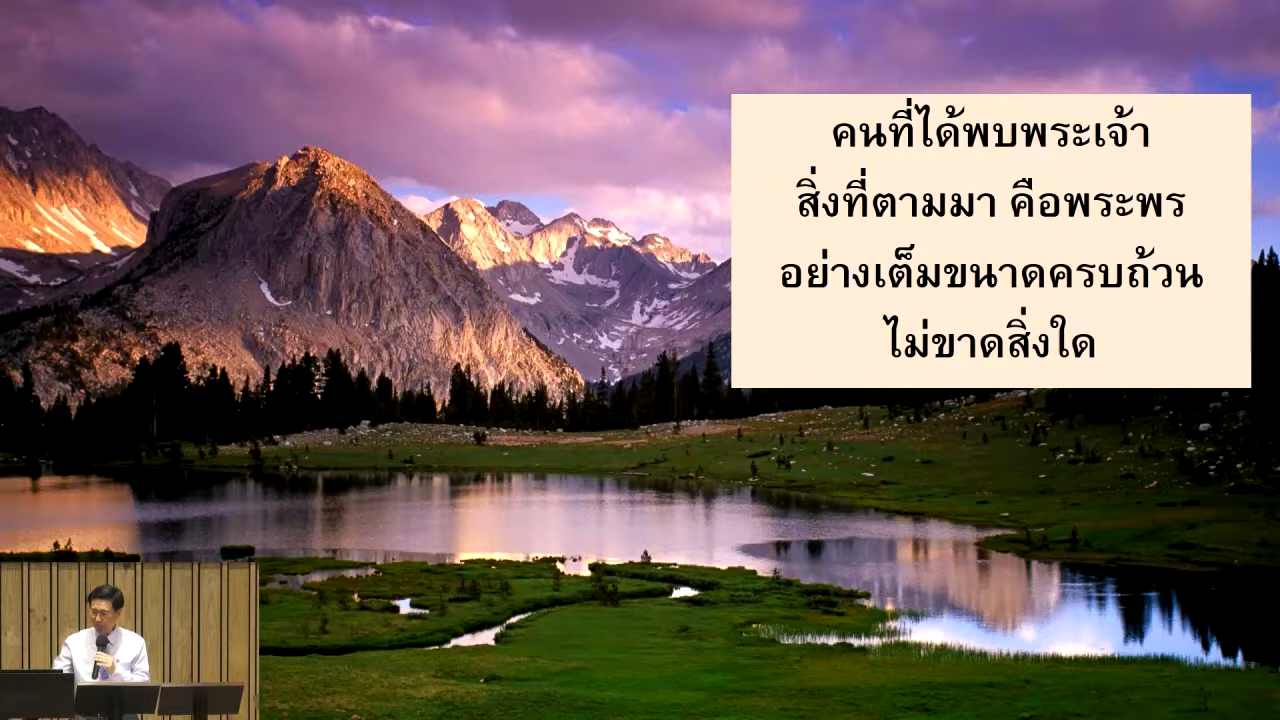 คนที่ได้พบพระเจ้า
สิ่งที่ตามมา คือพระพร
อย่างเต็มขนาดครบถ้วน
ไม่ขาดสิ่งใด